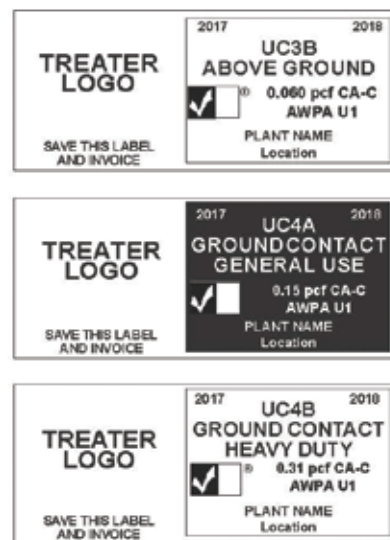 TREATER
LOGO
SAVE THIS LABEL
AND INVOICE
2017 2018
UC3B
ABOVE GROUND
® 0.060 pcf CA-C
AWPA U1
PLANT NAME
Location
TREATER
LOGO
SAVE THIS LABEL
AND INVOICE
2017 2018
UC4A
GROUND CONTACT
GENERAL USE
0.15 pcf CA-C
AWPA U1
PLANT NAME
Location
TREATER
LOGO
SAVE THIS LABEL
AND INVOICE
2017 2018
UC4B
GROUND CONTACT
HEAVY DUTY
® 0.31 pcf CA-C
AWPA U1
PLANT NAME
Location